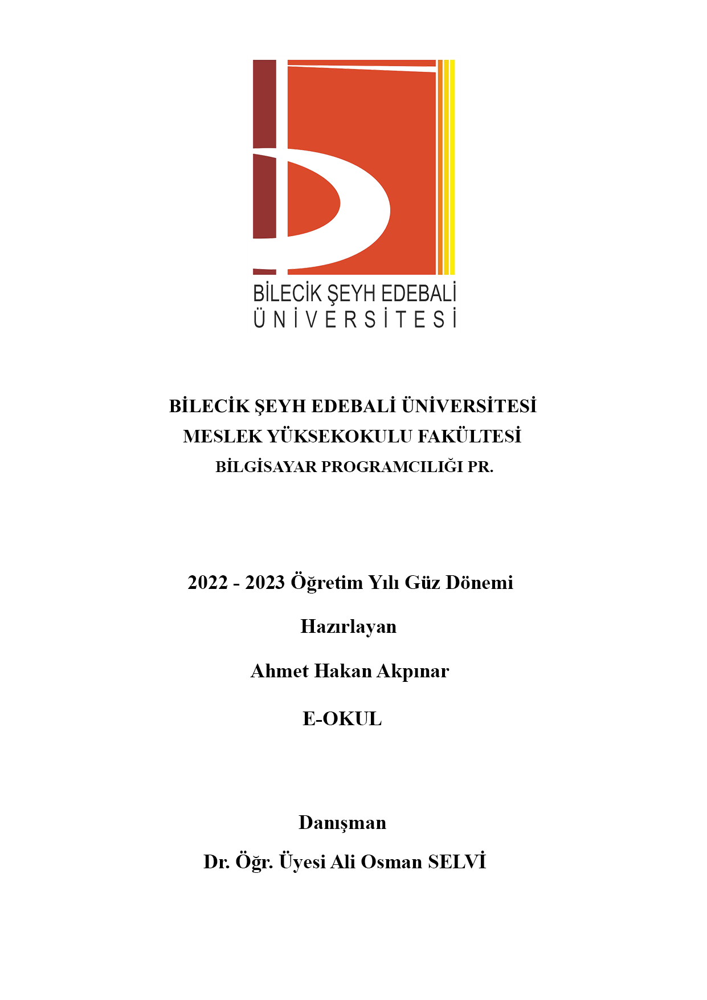 BİLECİK ŞEYH EDEBALİ
ÜNİVERSİTESİ
BİLECİK ŞEYH EDEBALİ ÜNİVERSİTESİ
MESLEK YÜKSEKOKULU FAKÜLTESİ
BİLGİSAYAR PROGRAMCILIĞI PR.
2022 - 2023 Öğretim Yılı Güz Dönemi
Hazırlayan
Ahmet Hakan Akpınar
E-OKUL
Danışman
Dr. Öğr. Üyesi Ali Osman SELVİ